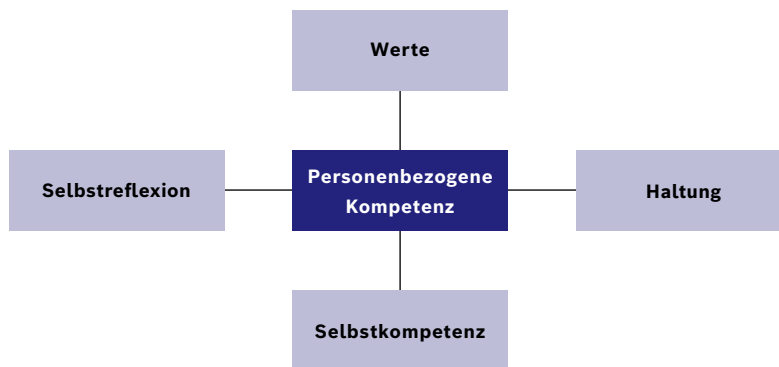 Werte
Selbstreflexion
Personenbezogene
Kompetenz
Haltung
Selbstkompetenz